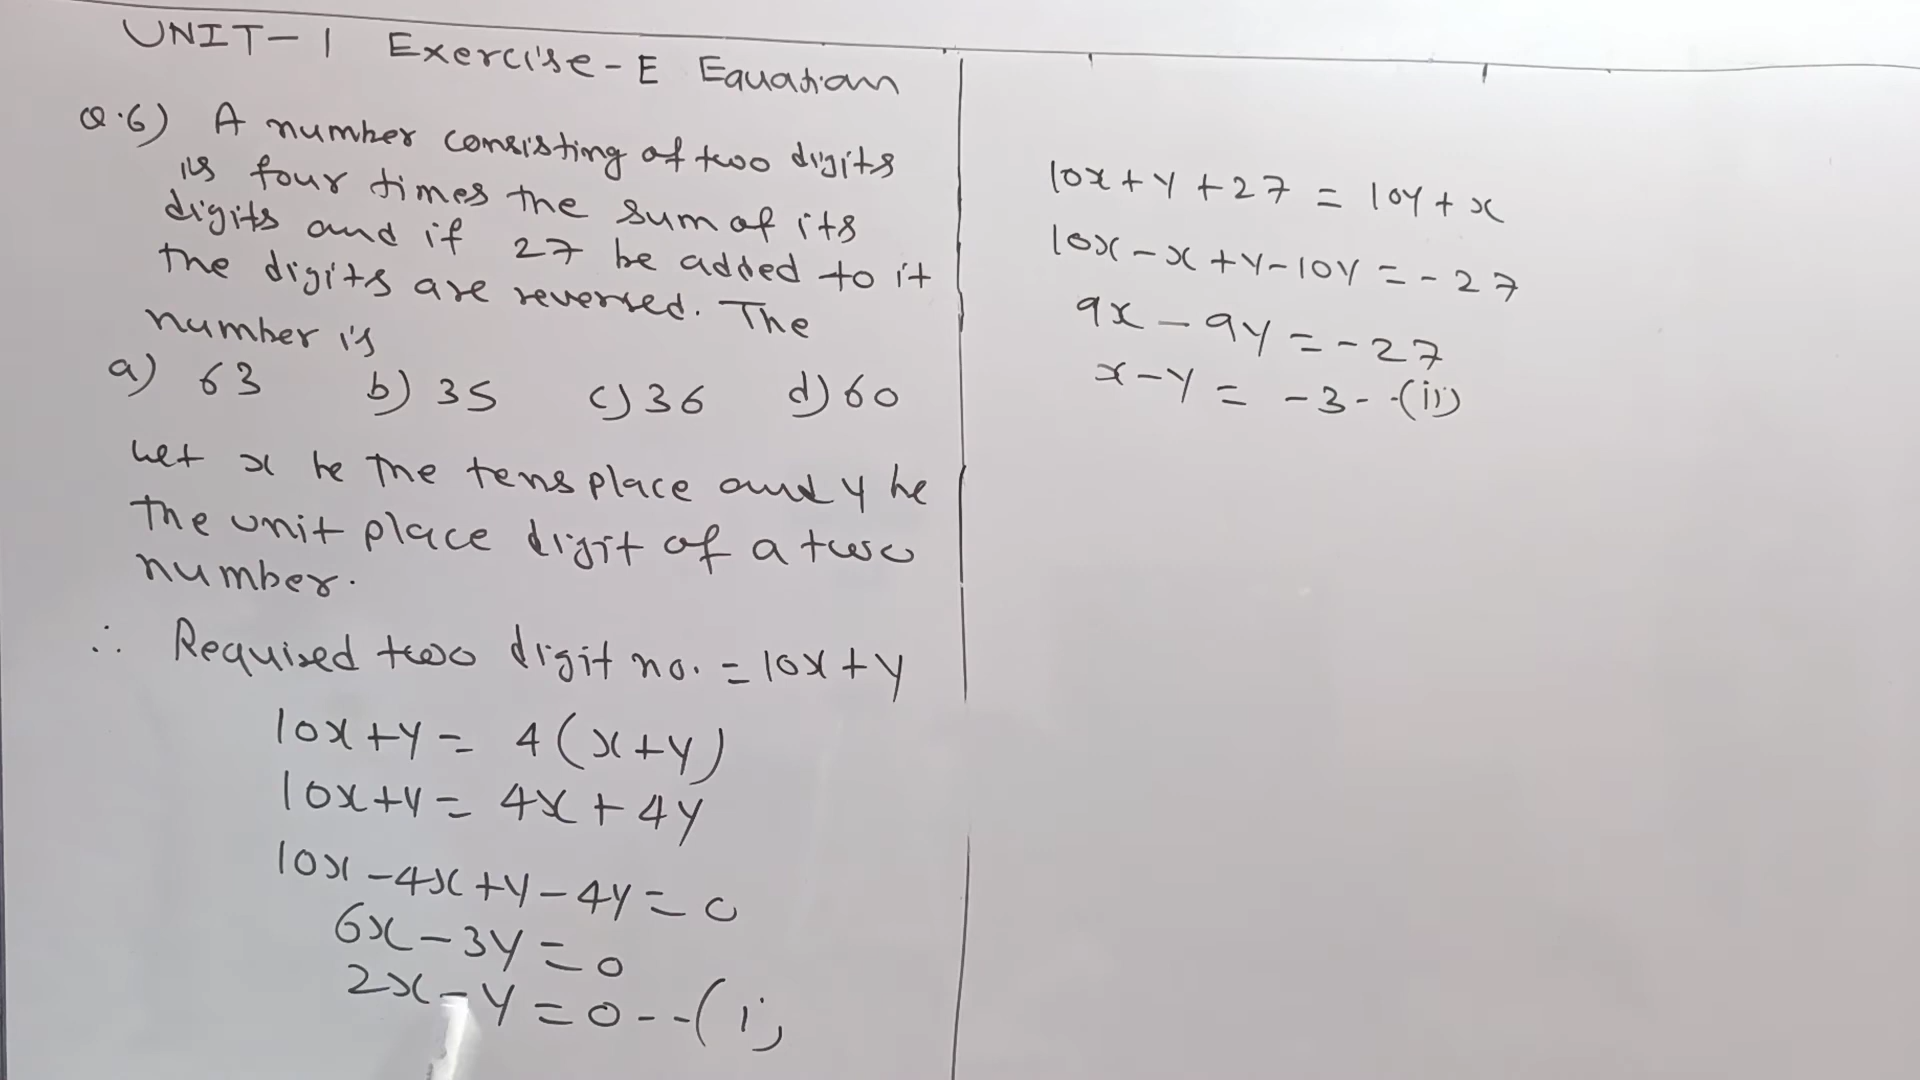 UNIT-1 Exercise-E Equation
Q.6) A number consisting of two digits
is four times the sum of its
digits and if 27 be added to it
the digits are reversed. The
number is
a) 63 b) 35 c) 36 d) 60
Let x be the tens place and y be
the unit place digit of a two
number.
∴ Required two digit no. = 10x+y
10x+y = 4(x+y)
10x+y = 4x+4y
10x-4x+y-4y=0
6x-3y=0
2x-y=0--(i)
10x+y+27 = 10y+x
10x-x+y-10y=-27
9x-9y=-27
x-y = -3--(ii)